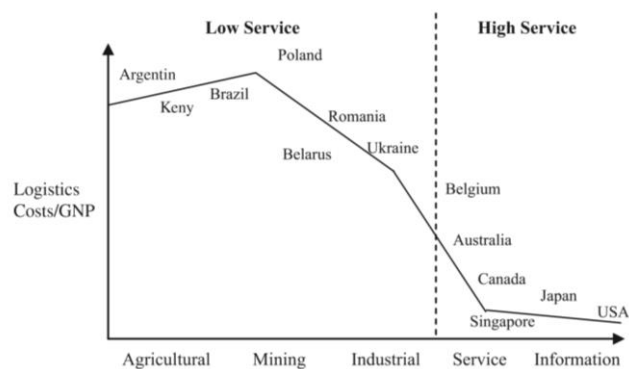 Low Service
High Service
Poland
Argentin
Brazil
Keny
Romania
Ukraine
Belarus
Logistics
Costs/GNP
Belgium
Australia
Canada
Japan
USA
Singapore
Agricultural Mining Industrial Service Information